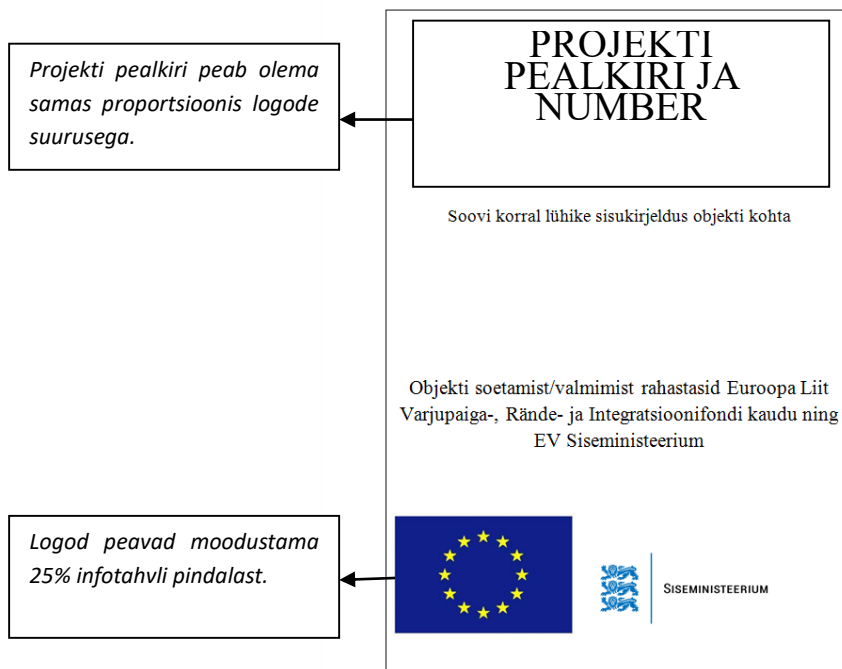 Projekti pealkiri peab olema
samas proportsioonis logode
suurusega.
PROJEKTI
PEALKIRI JA
NUMBER
Soovi korral lühike sisukirjeldus objekti kohta
Objekti soetamist/valmimist rahastasid Euroopa Liit
Varjupaiga-, Rände- ja Integratsioonifondi kaudu ning
EV Siseministeerium
Logod peavad moodustama
25% infotahvli pindalast.
SISEMINISTEERIUM